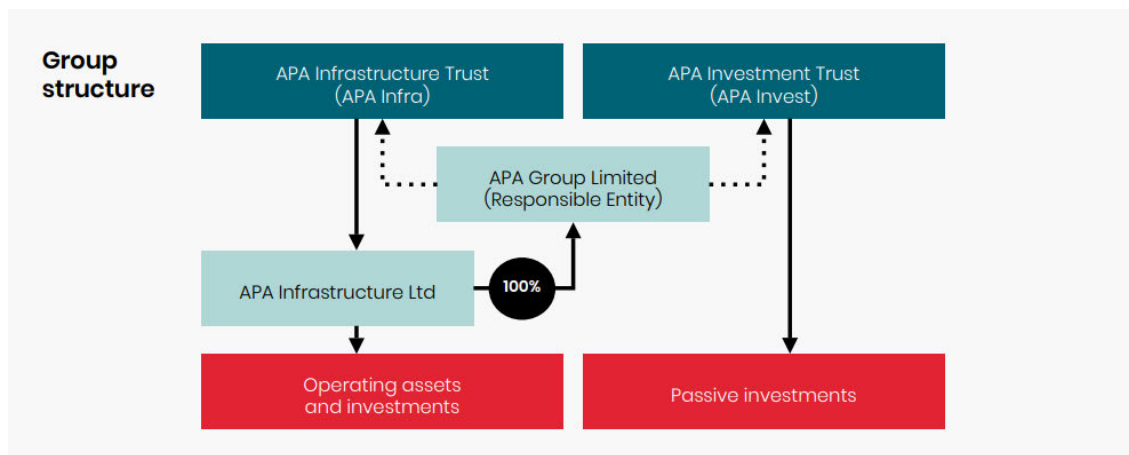 Group
structure
APA Infrastructure Trust
(APA Infra)
APA Investment Trust
(APA Invest)
APA Group Limited
(Responsible Entity)
APA Infrastructure Ltd
100%
Operating assets
and investments
Passive investments